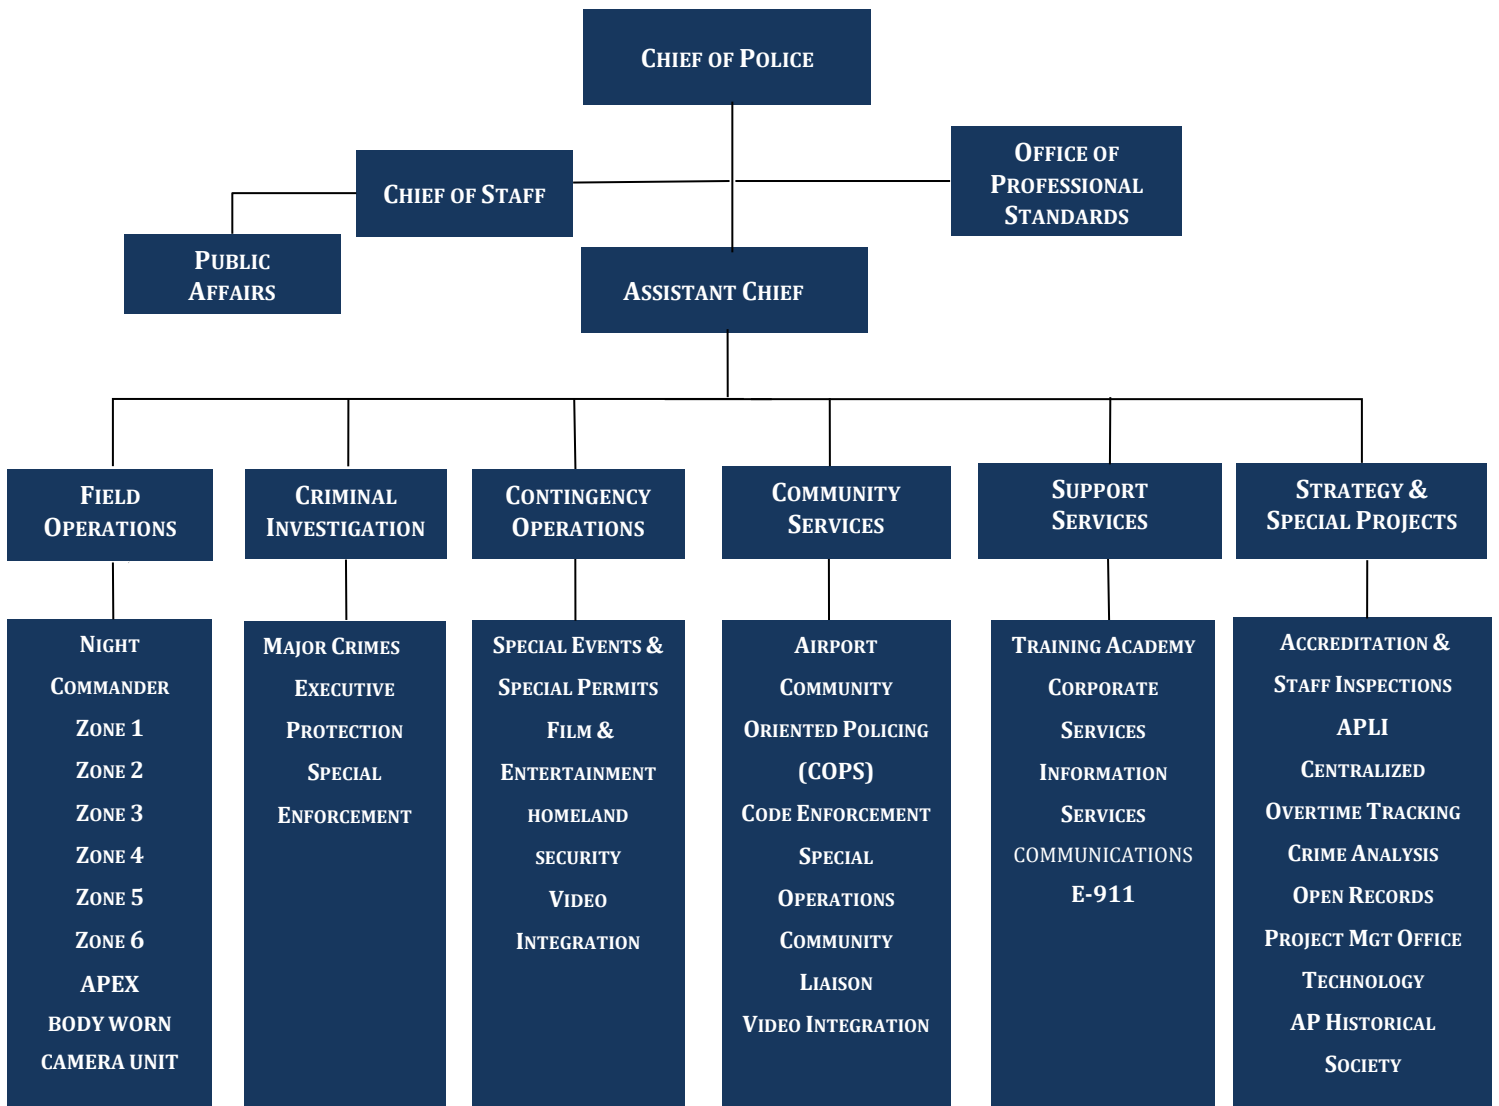 CHIEF OF POLICE
CHIEF OF STAFF
OFFICE OF
PROFESSIONAL
STANDARDS
PUBLIC
AFFAIRS
ASSISTANT CHIEF
FIELD
OPERATIONS
CRIMINAL
INVESTIGATION
CONTINGENCY
OPERATIONS
COMMUNITY
SERVICES
SUPPORT
SERVICES
STRATEGY &
SPECIAL PROJECTS
NIGHT
COMMANDER
ZONE 1
ZONE 2
ZONE 3
ZONE 4
ZONE 5
ZONE 6
APEX
BODY WORN
CAMERA UNIT
MAJOR CRIMES
EXECUTIVE
PROTECTION
SPECIAL
ENFORCEMENT
SPECIAL EVENTS &
SPECIAL PERMITS
FILM &
ENTERTAINMENT
HOMELAND
SECURITY
VIDEO
INTEGRATION
AIRPORT
COMMUNITY
ORIENTED POLICING
(COPS)
CODE ENFORCEMENT
SPECIAL
OPERATIONS
COMMUNITY
LIAISON
VIDEO INTEGRATION
TRAINING ACADEMY
CORPORATE
SERVICES
INFORMATION
SERVICES
COMMUNICATIONS
E-911
ACCREDITATION &
STAFF INSPECTIONS
APLI
CENTRALIZED
OVERTIME TRACKING
CRIME ANALYSIS
OPEN RECORDS
PROJECT MGT OFFICE
TECHNOLOGY
AP HISTORICAL
SOCIETY